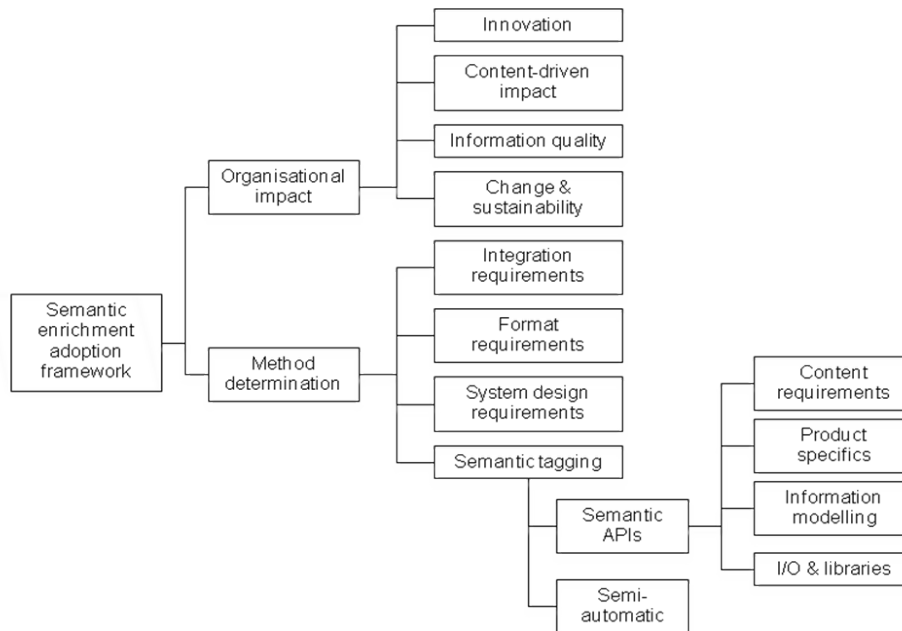 Innovation
Content-driven
impact
Information quality
Organisational
impact
Change &
sustainability
Integration
requirements
Semantic
enrichment
adoption
framework
Format
requirements
Method
determination
System design
requirements
Semantic tagging
Content
requirements
Product
specifics
Semantic
APIs
Information
modelling
I/O & libraries
Semi-
automatic